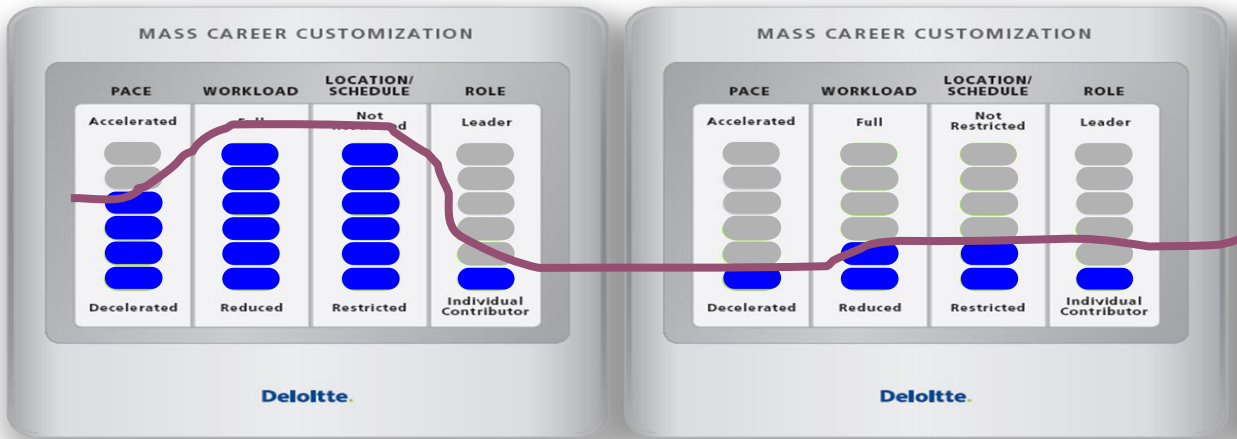 MASS CAREER CUSTOMIZATION
PACE
WORKLOAD
LOCATION/
SCHEDULE
ROLE
Accelerated
Full
Not
Leader
Decelerated
Reduced
Restricted
Individual
Contributor
Deloitte.
MASS CAREER CUSTOMIZATION
PACE
WORKLOAD
LOCATION/
SCHEDULE
ROLE
Accelerated
Full
Not
Restricted
Leader
Decelerated
Reduced
Restricted
Individual
Contributor
Deloitte.